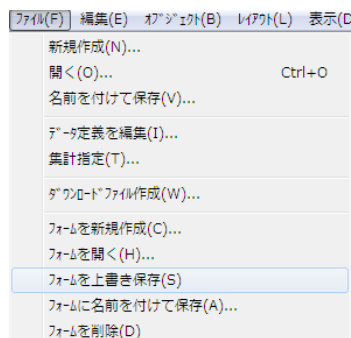 ﾌｧｲﾙ(F) 編集(E) ｵﾌﾞｼﾞｪｸﾄ(B) ﾚｲｱｳﾄ(L) 表示(D
新規作成(N)...
開く(O)... Ctrl+O
名前を付けて保存(V)...
ﾃﾞｰﾀ定義を編集(I)...
集計指定(T)...
ﾀﾞｳﾝﾛｰﾄﾞﾌｧｲﾙ作成(W)...
ﾌｫｰﾑを新規作成(C)...
ﾌｫｰﾑを開く(H)...
ﾌｫｰﾑを上書き保存(S)
ﾌｫｰﾑに名前を付けて保存(A)...
ﾌｫｰﾑを削除(D)